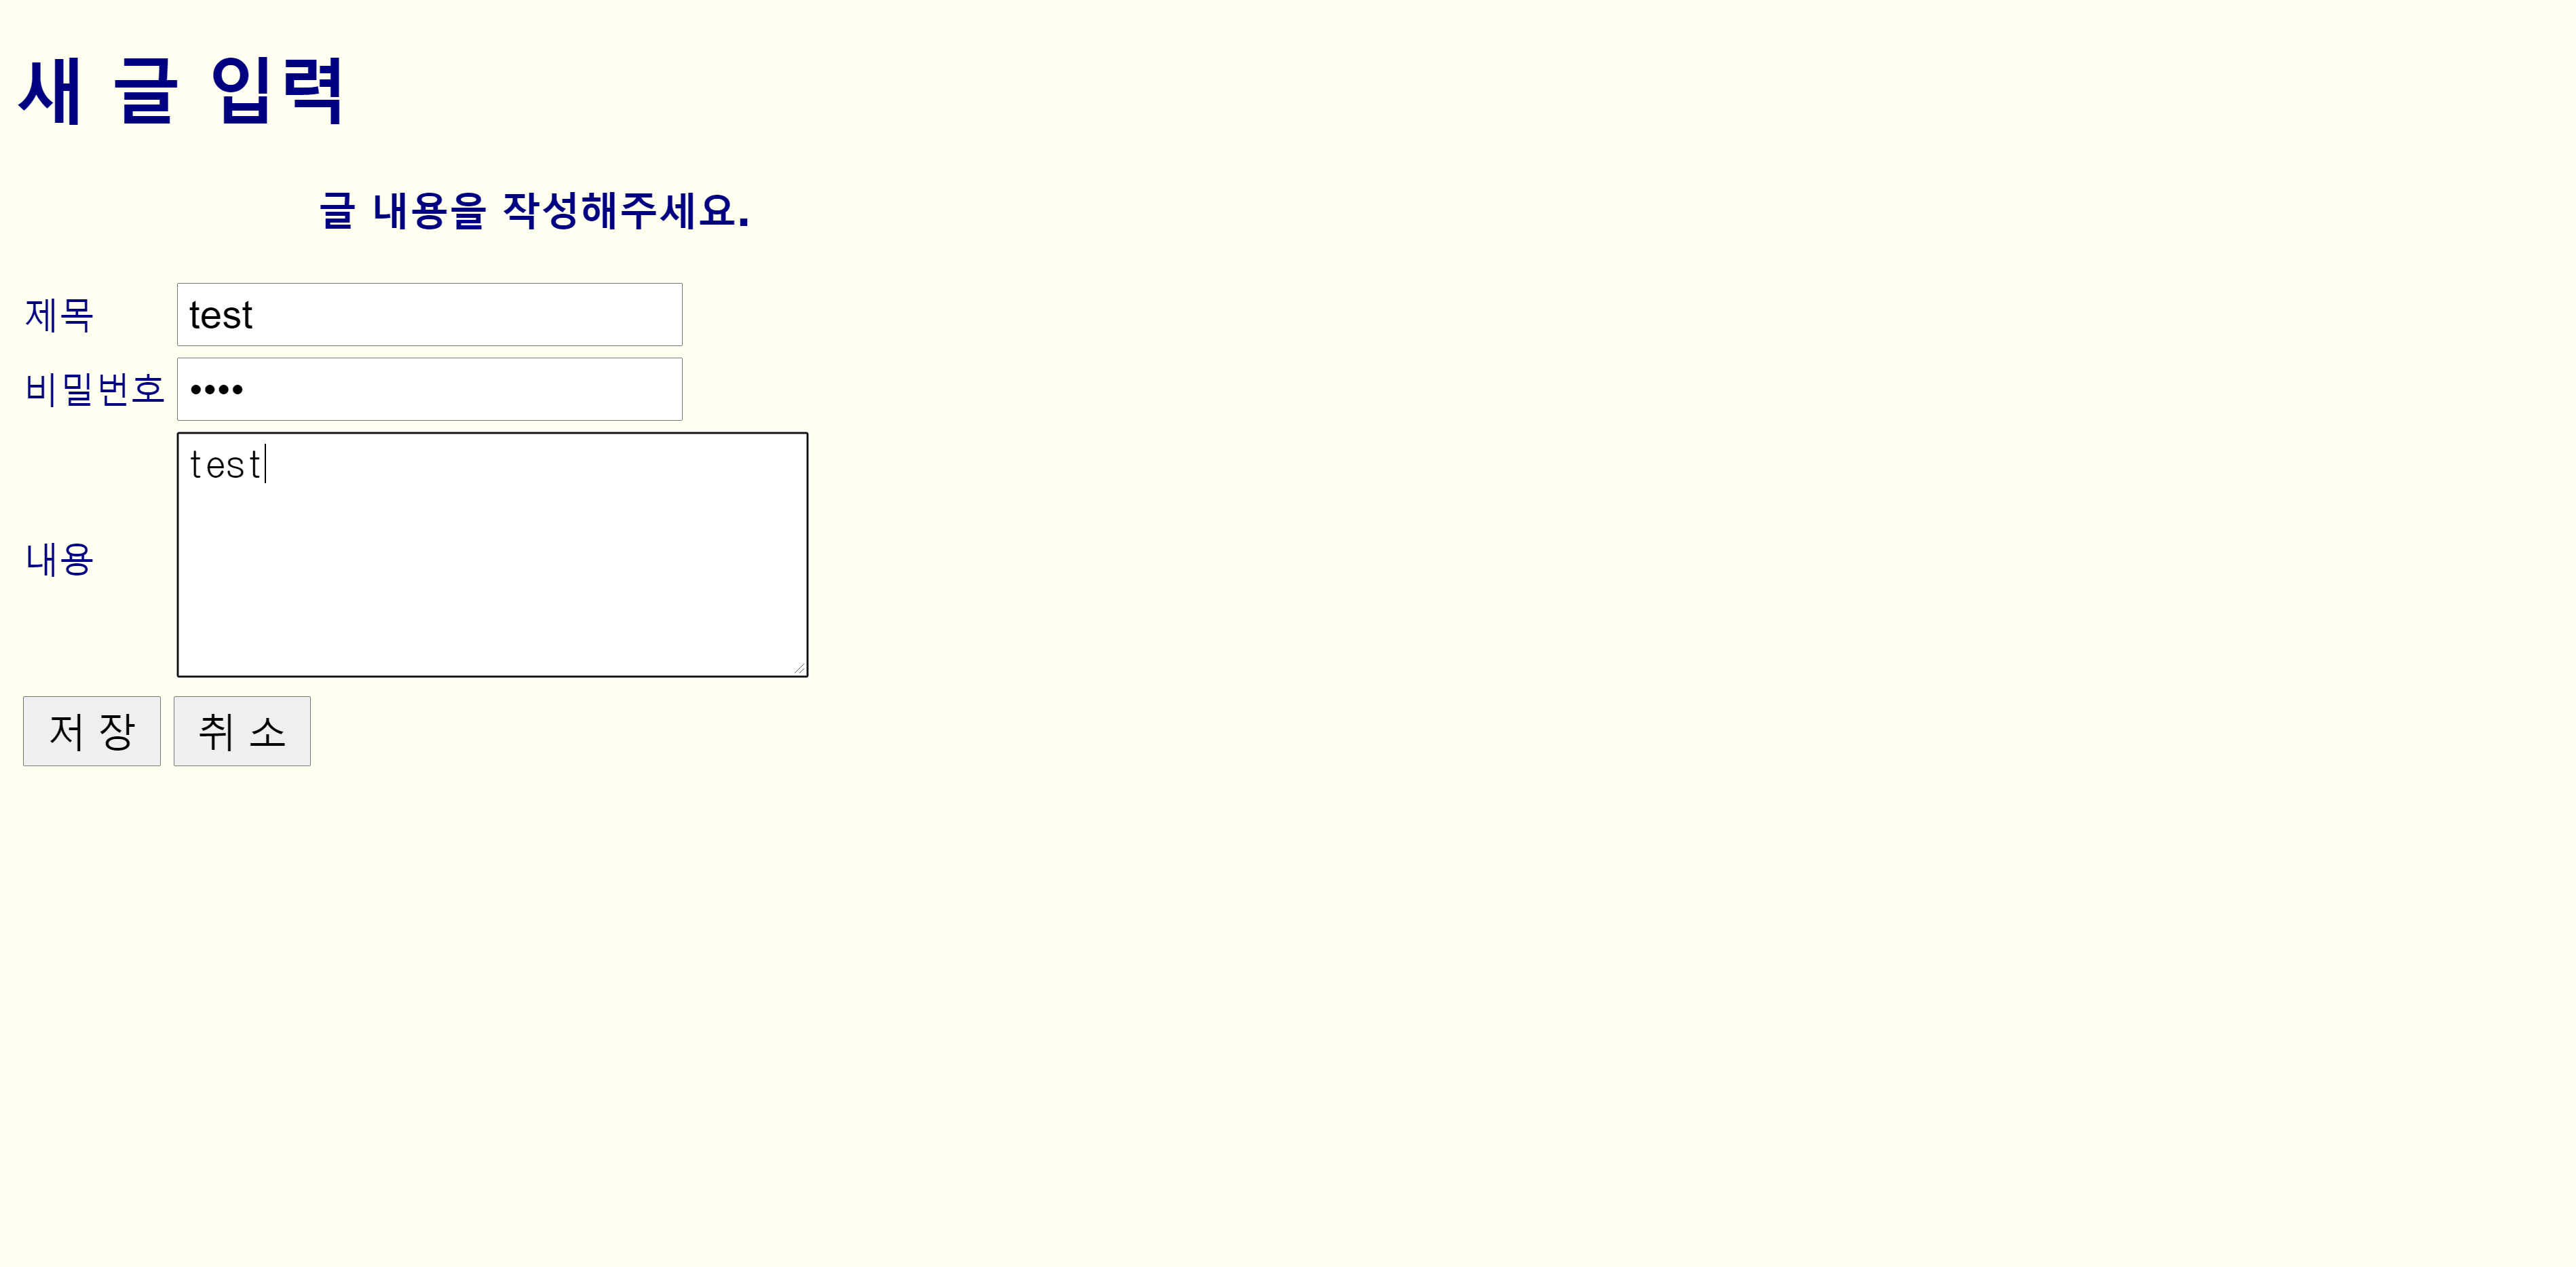 새 글 입력
글 내용을 작성해주세요.
제목 test
비밀번호 ••••
내용 test
저 장 취 소